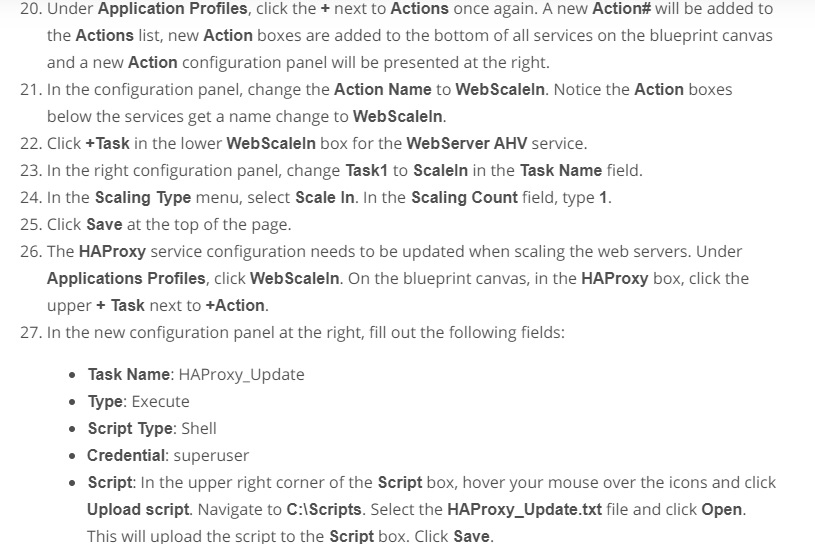 20. Under Application Profiles, click the + next to Actions once again. A new Action# will be added to
the Actions list, new Action boxes are added to the bottom of all services on the blueprint canvas
and a new Action configuration panel will be presented at the right.
21. In the configuration panel, change the Action Name to WebScaleIn. Notice the Action boxes
below the services get a name change to WebScaleIn.
22. Click +Task in the lower WebScaleIn box for the WebServer AHV service.
23. In the right configuration panel, change Task1 to ScaleIn in the Task Name field.
24. In the Scaling Type menu, select Scale In. In the Scaling Count field, type 1.
25. Click Save at the top of the page.
26. The HAProxy service configuration needs to be updated when scaling the web servers. Under
Applications Profiles, click WebScaleIn. On the blueprint canvas, in the HAProxy box, click the
upper + Task next to +Action.
27. In the new configuration panel at the right, fill out the following fields:
• Task Name: HAProxy_Update
• Type: Execute
• Script Type: Shell
• Credential: superuser
• Script: In the upper right corner of the Script box, hover your mouse over the icons and click
Upload script. Navigate to C:\Scripts. Select the HAProxy_Update.txt file and click Open.
This will upload the script to the Script box. Click Save.